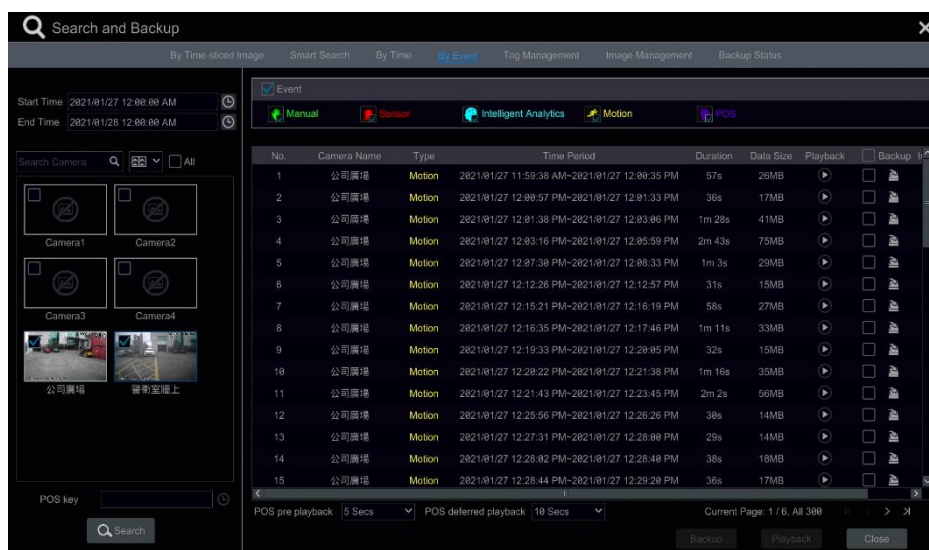 Search and Backup
By Time-sliced Image Smart Search By Time By Event Tag Management Image Management Backup Status
Start Time 2021/01/27 12:00:00 AM
End Time 2021/01/28 12:00:00 AM
Search Camera All
Camera1 Camera2
Camera3 Camera4
公司廣場 警衛室牆上
POS key
Search
Event
Manual Sensor Intelligent Analytics Motion POS
No. Camera Name Type Time Period Duration Data Size Playback Backup
1 公司廣場 Motion 2021/01/27 11:59:38 AM~2021/01/27 12:00:35 PM 57s 26MB
2 公司廣場 Motion 2021/01/27 12:00:57 PM~2021/01/27 12:01:33 PM 36s 17MB
3 公司廣場 Motion 2021/01/27 12:01:38 PM~2021/01/27 12:03:06 PM 1m 28s 41MB
4 公司廣場 Motion 2021/01/27 12:03:16 PM~2021/01/27 12:05:59 PM 2m 43s 75MB
5 公司廣場 Motion 2021/01/27 12:07:30 PM~2021/01/27 12:08:33 PM 1m 3s 29MB
6 公司廣場 Motion 2021/01/27 12:12:26 PM~2021/01/27 12:12:57 PM 31s 15MB
7 公司廣場 Motion 2021/01/27 12:15:21 PM~2021/01/27 12:16:19 PM 58s 27MB
8 公司廣場 Motion 2021/01/27 12:16:35 PM~2021/01/27 12:17:46 PM 1m 11s 33MB
9 公司廣場 Motion 2021/01/27 12:19:33 PM~2021/01/27 12:20:05 PM 32s 15MB
10 公司廣場 Motion 2021/01/27 12:20:22 PM~2021/01/27 12:21:38 PM 1m 16s 35MB
11 公司廣場 Motion 2021/01/27 12:21:43 PM~2021/01/27 12:23:45 PM 2m 2s 56MB
12 公司廣場 Motion 2021/01/27 12:25:56 PM~2021/01/27 12:26:26 PM 30s 14MB
13 公司廣場 Motion 2021/01/27 12:27:31 PM~2021/01/27 12:28:00 PM 29s 14MB
14 公司廣場 Motion 2021/01/27 12:28:02 PM~2021/01/27 12:28:40 PM 38s 18MB
15 公司廣場 Motion 2021/01/27 12:28:44 PM~2021/01/27 12:29:20 PM 36s 17MB
POS pre playback 5 Secs POS deferred playback 10 Secs Current Page: 1 / 6, All 300
Backup Playback Close